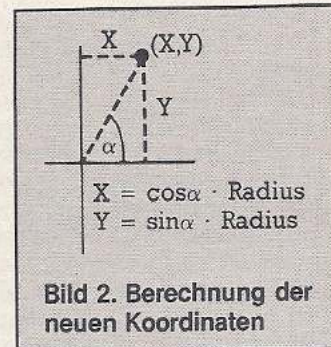 X
(X,Y)
Y
α
X = cosα · Radius
Y = sinα · Radius
Bild 2. Berechnung der
neuen Koordinaten